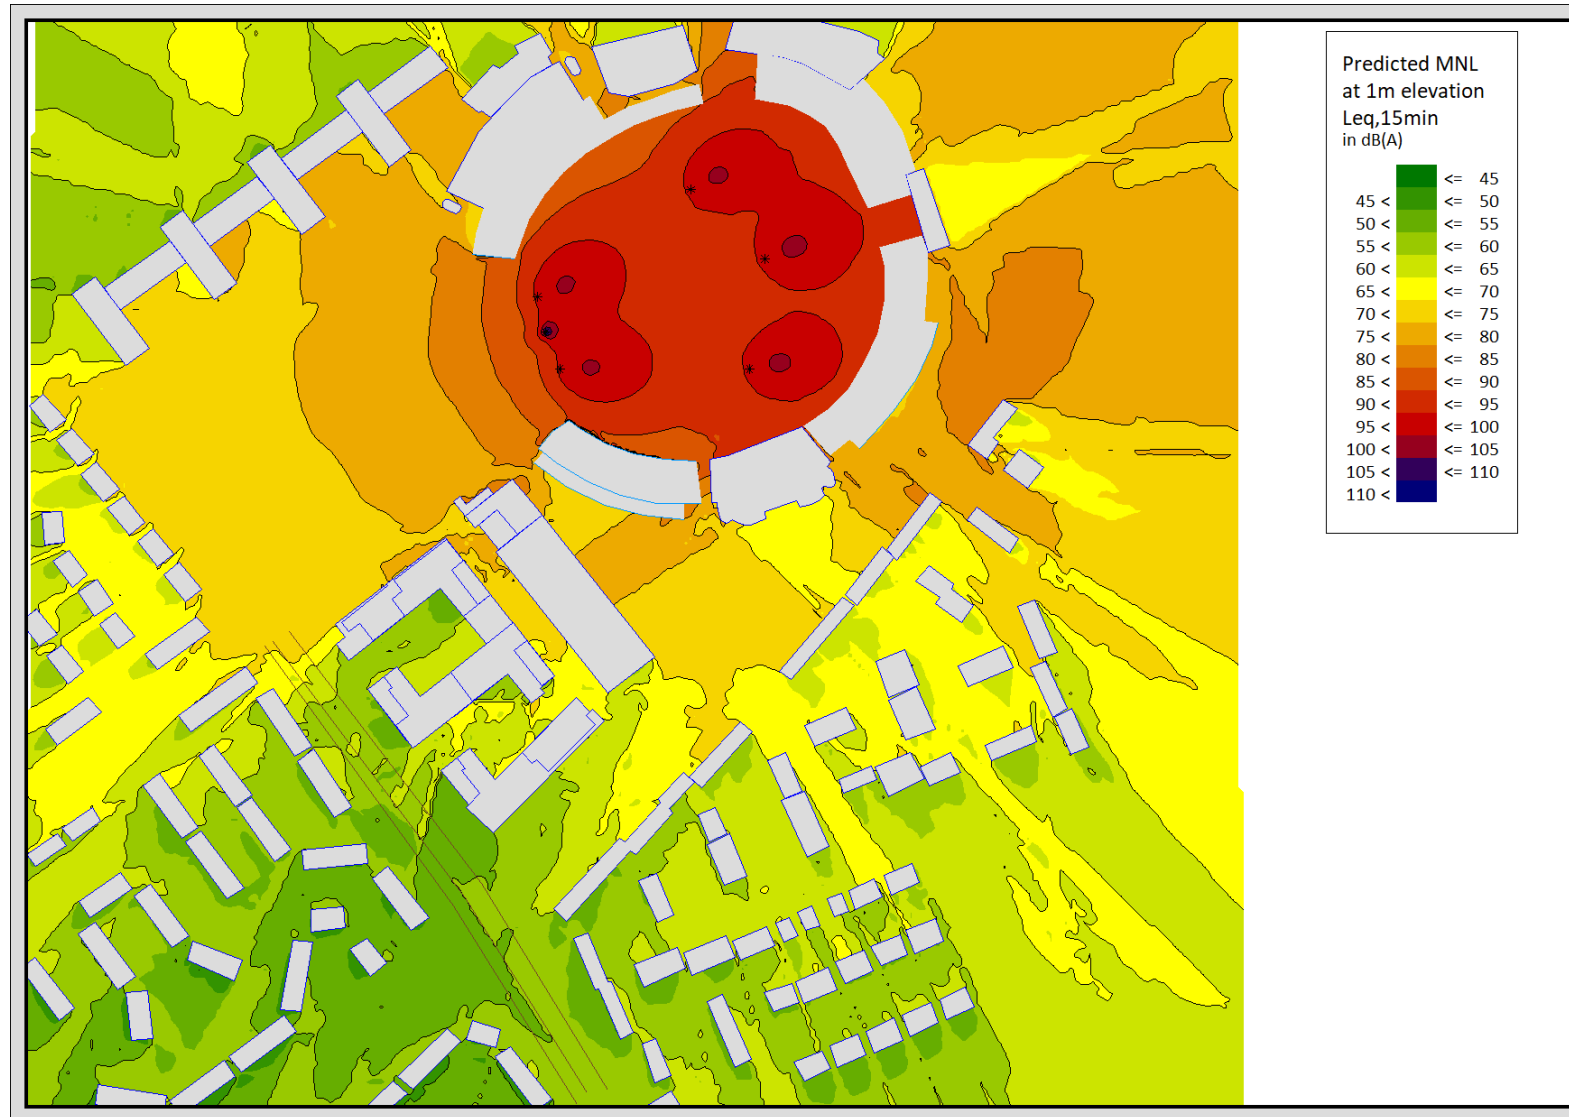 Predicted MNL
at 1m elevation
Leq,15min
in dB(A)
<= 45
45 < <= 50
50 < <= 55
55 < <= 60
60 < <= 65
65 < <= 70
70 < <= 75
75 < <= 80
80 < <= 85
85 < <= 90
90 < <= 95
95 < <= 100
100 < <= 105
105 < <= 110
110 <